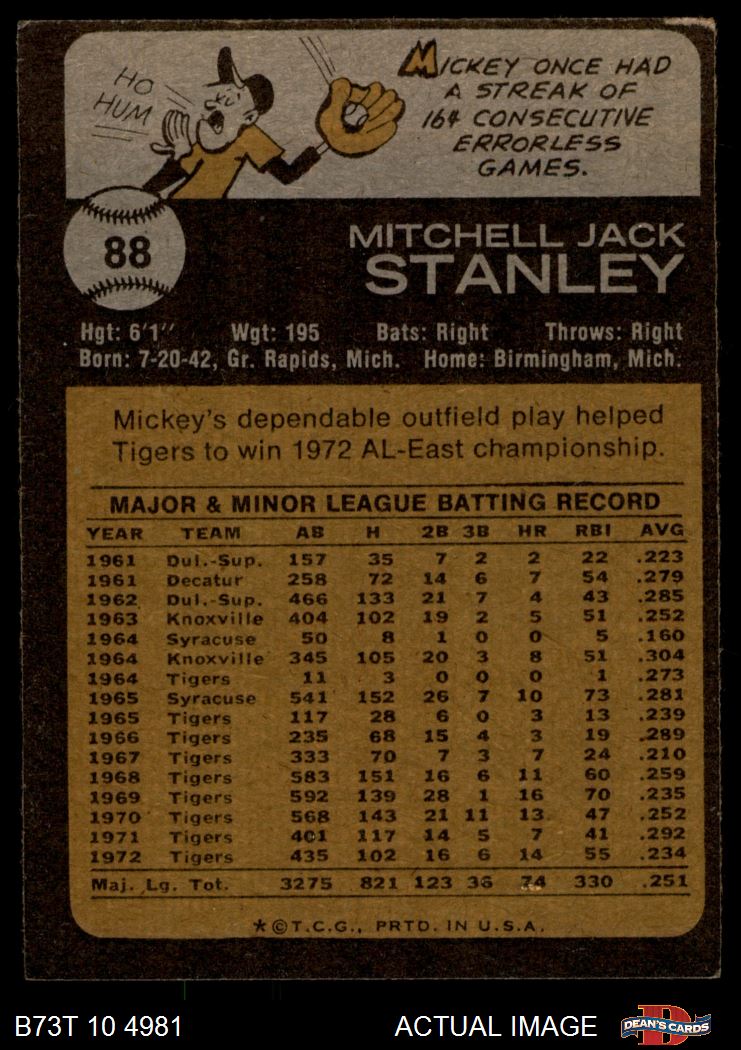 HO
HUM
MICKEY ONCE HAD
A STREAK OF
164 CONSECUTIVE
ERRORLESS
GAMES.
88
MITCHELL JACK
STANLEY
Hgt: 6'1" Wgt: 195 Bats: Right Throws: Right
Born: 7-20-42, Gr. Rapids, Mich. Home: Birmingham, Mich.
Mickey's dependable outfield play helped
Tigers to win 1972 AL-East championship.
MAJOR & MINOR LEAGUE BATTING RECORD
YEAR TEAM AB H 2B 3B HR RBI AVG
1961 Dul.-Sup. 157 35 7 2 2 22 .223
1961 Decatur 258 72 14 6 7 54 .279
1962 Dul.-Sup. 466 133 21 7 4 43 .285
1963 Knoxville 404 102 19 2 5 51 .252
1964 Syracuse 50 8 1 0 0 5 .160
1964 Knoxville 345 105 20 3 8 51 .304
1964 Tigers 11 3 0 0 0 1 .273
1965 Syracuse 541 152 26 7 10 73 .281
1965 Tigers 117 28 6 0 3 13 .239
1966 Tigers 235 68 15 4 3 19 .289
1967 Tigers 333 70 7 3 7 24 .210
1968 Tigers 583 151 16 6 11 60 .259
1969 Tigers 592 139 28 1 16 70 .235
1970 Tigers 568 143 21 11 13 47 .252
1971 Tigers 401 117 14 5 7 41 .292
1972 Tigers 435 102 16 6 14 55 .234
Maj. Lg. Tot. 3275 821 123 36 74 330 .251
*©T.C.G., PRTD. IN U.S.A.
B73T 10 4981 ACTUAL IMAGE D DEAN'S CARDS